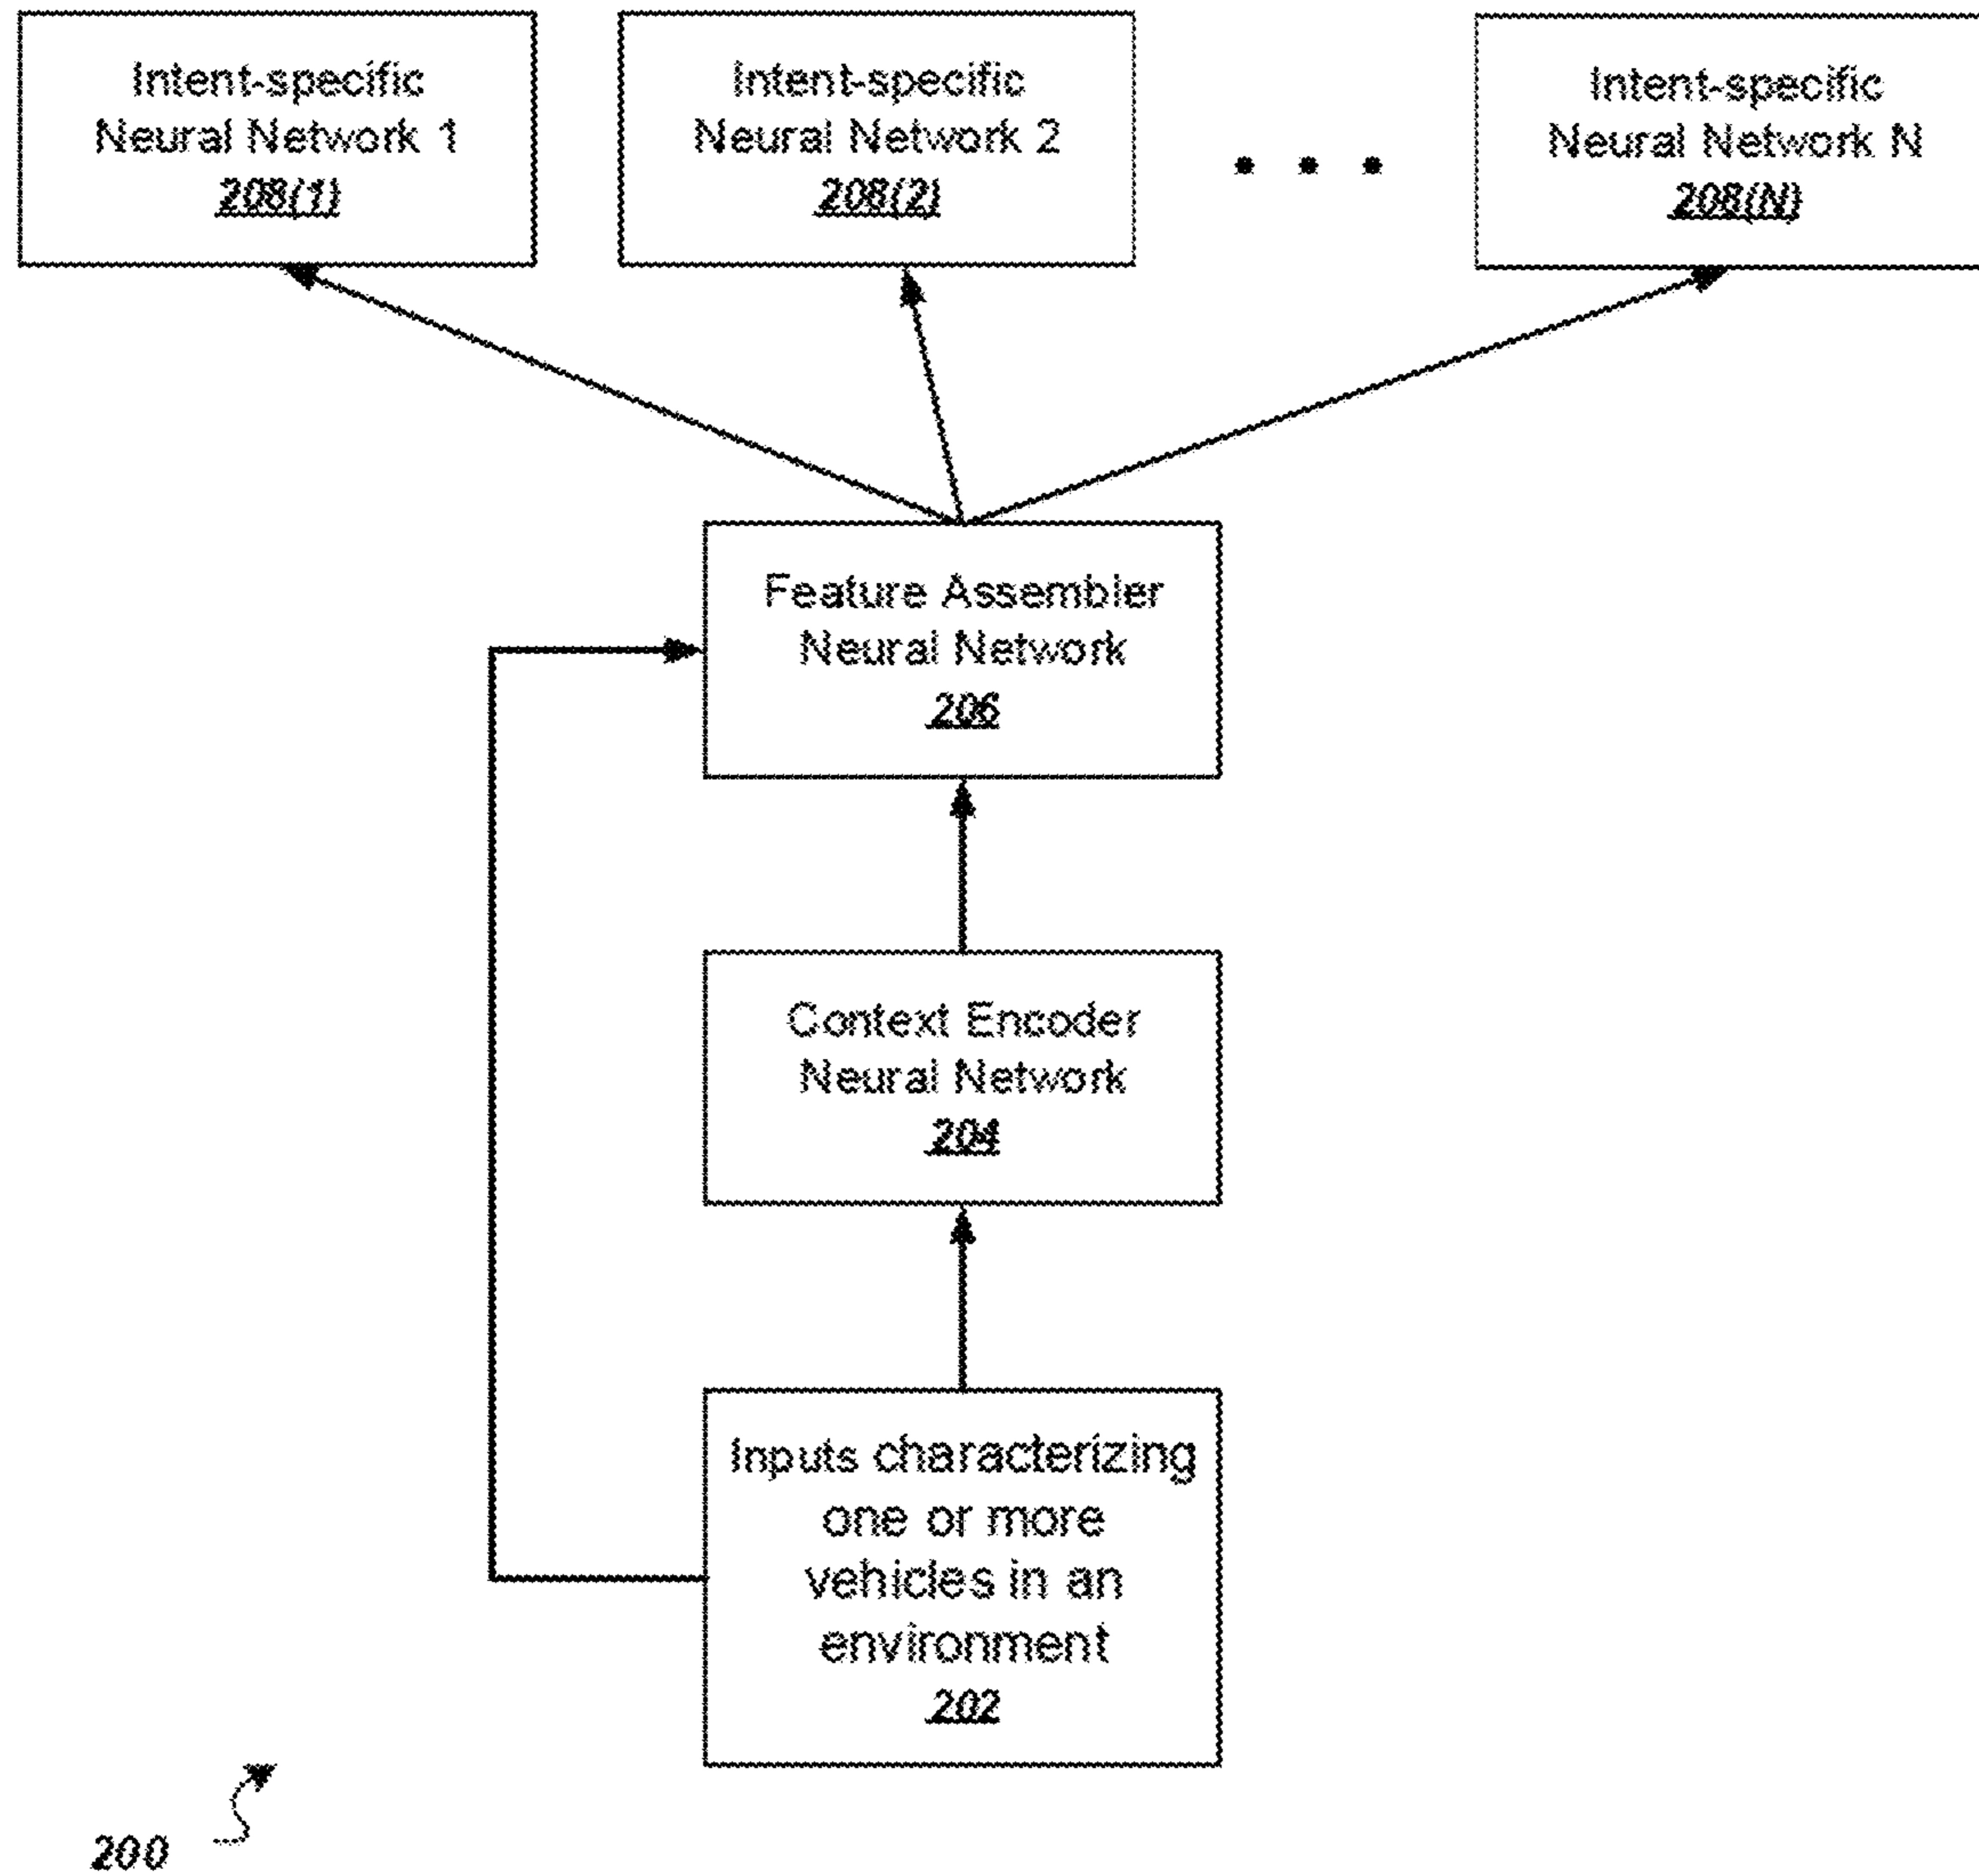 Intent-specific
Neural Network 1
208(1)
Intent-specific
Neural Network 2
208(2)
Intent-specific
Neural Network N
208(N)
Feature Assembler
Neural Network
206
Context Encoder
Neural Network
204
Inputs characterizing
one or more
vehicles in an
environment
202
200